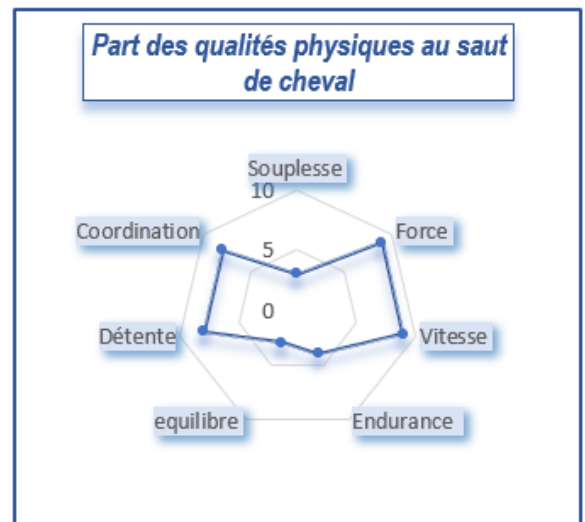 Part des qualités physiques au saut
de cheval
Souplesse
10
Coordination
Force
5
0
Détente
Vitesse
equilibre
Endurance